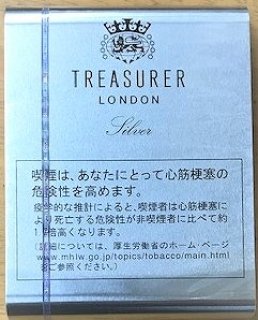 TREASURER
LONDON
Silver
喫煙は、あなたにとって心筋梗塞の
危険性を高めます。
疫学的な推計によると、喫煙者は心筋梗塞に
より死亡する危険性が非喫煙者に比べて約
倍高くなります。
(詳細については、厚生労働省のホーム・ページ
www.mhlw.go.jp/topics/tobacco/main.html
をご参照ください。)